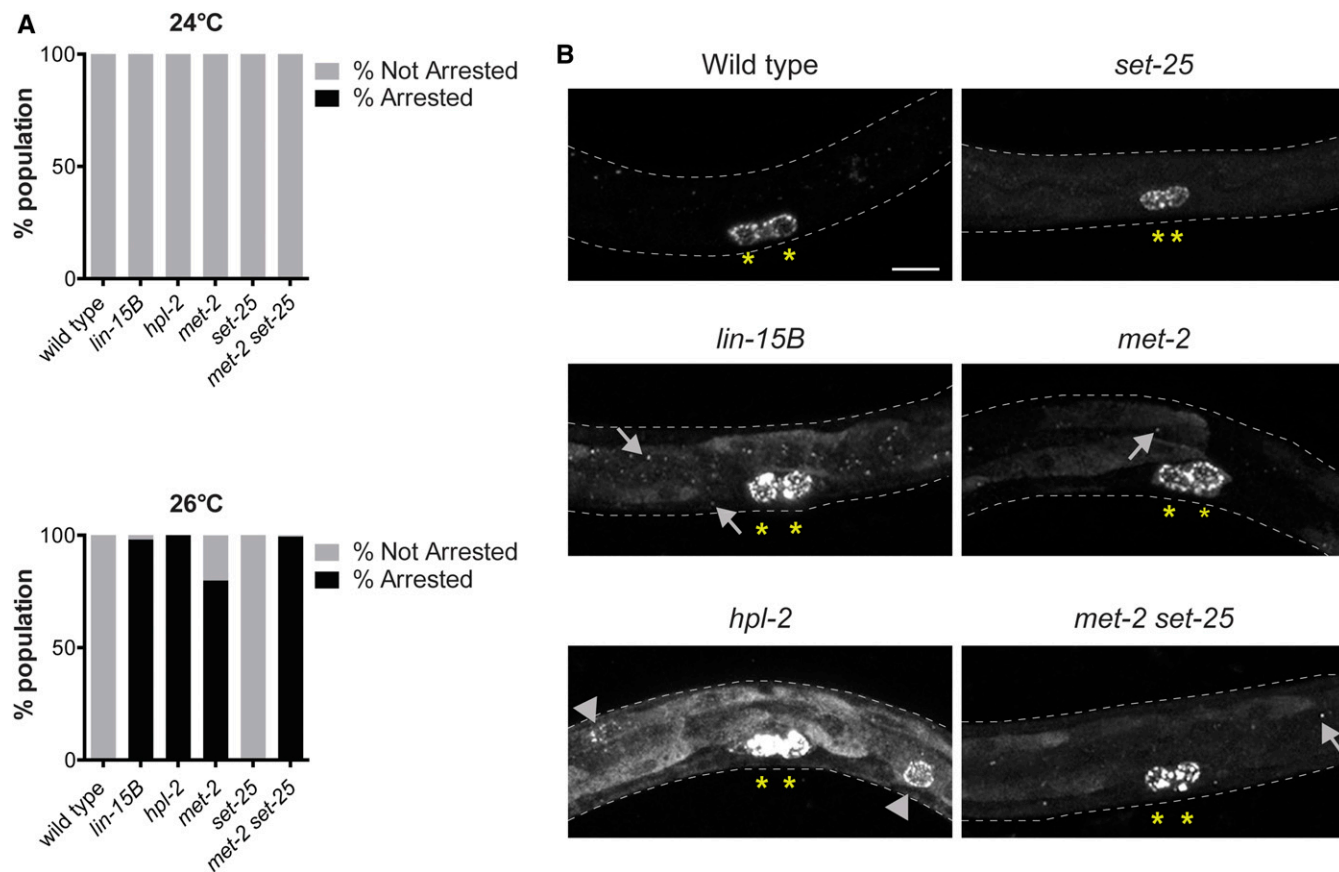 A
24°C
100
50
0
% population
% Not Arrested
% Arrested
wild type
lin-15B
hpl-2
met-2
set-25
met-2 set-25
26°C
100
50
0
% population
% Not Arrested
% Arrested
wild type
lin-15B
hpl-2
met-2
set-25
met-2 set-25
B
Wild type
set-25
* *
* *
lin-15B
met-2
* *
* *
hpl-2
met-2 set-25
* *
* *